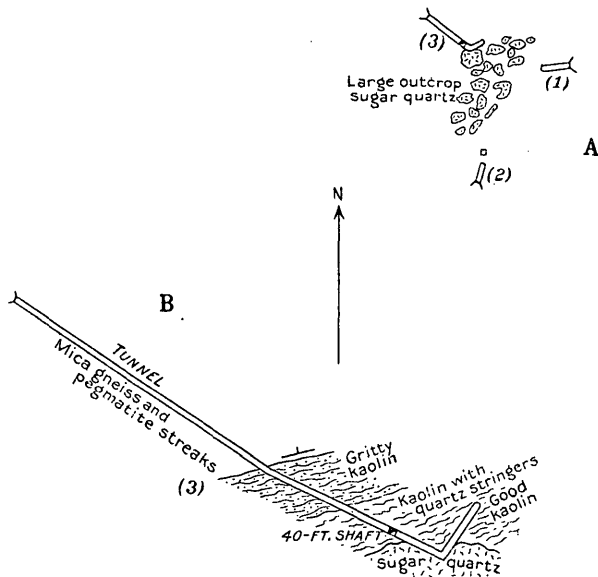 (3)
(1)
Large outcrop
sugar quartz
A
(2)
N
B
TUNNEL
Mica gneiss and
pegmatite streaks
(3)
Gritty
kaolin
Kaolin with
quartz stringers
Good
kaolin
40-FT. SHAFT
Sugar quartz